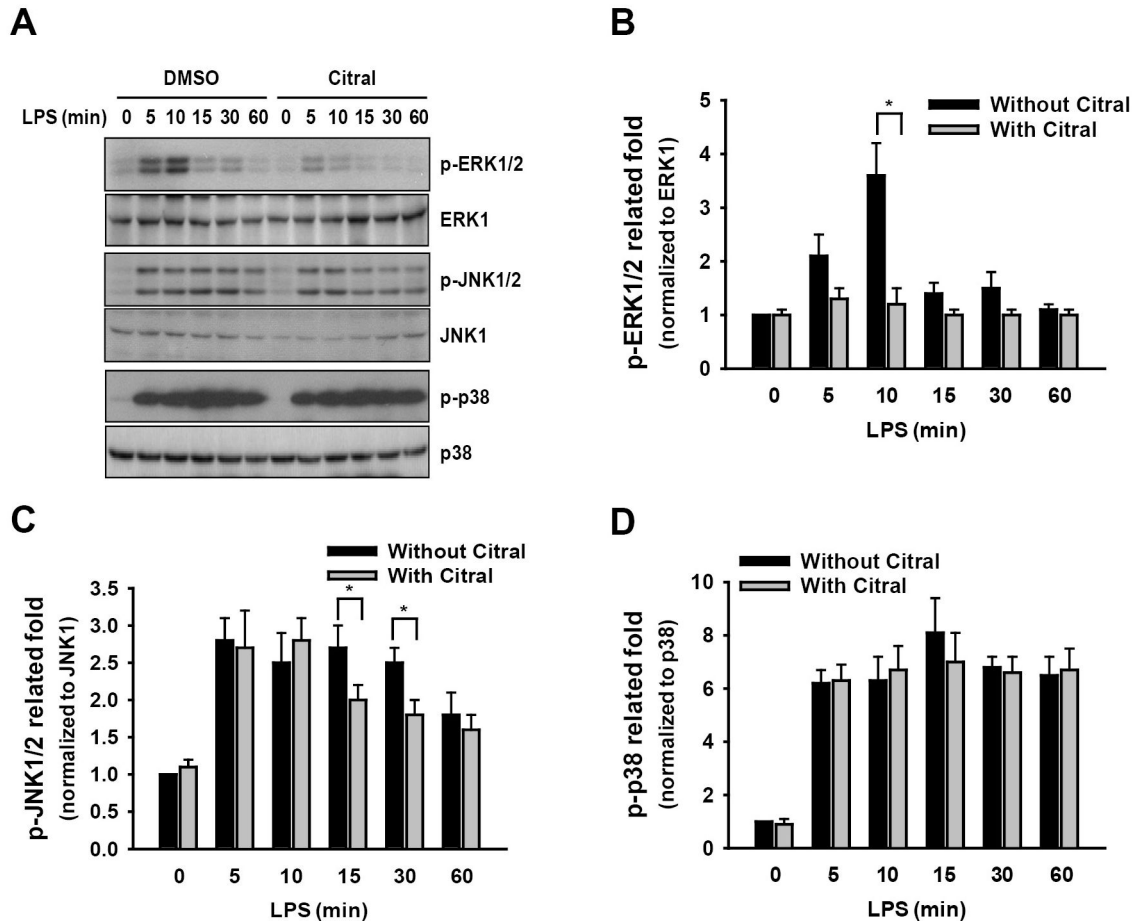 A
DMSO Citral
LPS (min) 0 5 10 15 30 60 0 5 10 15 30 60
p-ERK1/2
ERK1
p-JNK1/2
JNK1
p-p38
p38
B
Without Citral
With Citral
p-ERK1/2 related fold
(normalized to ERK1)
5
4
3
2
1
0
*
0 5 10 15 30 60
LPS (min)
C
Without Citral
With Citral
p-JNK1/2 related fold
(normalized to JNK1)
3.5
3.0
2.5
2.0
1.5
1.0
0.5
0.0
* *
0 5 10 15 30 60
LPS (min)
D
Without Citral
With Citral
p-p38 related fold
(normalized to p38)
10
8
6
4
2
0
0 5 10 15 30 60
LPS (min)